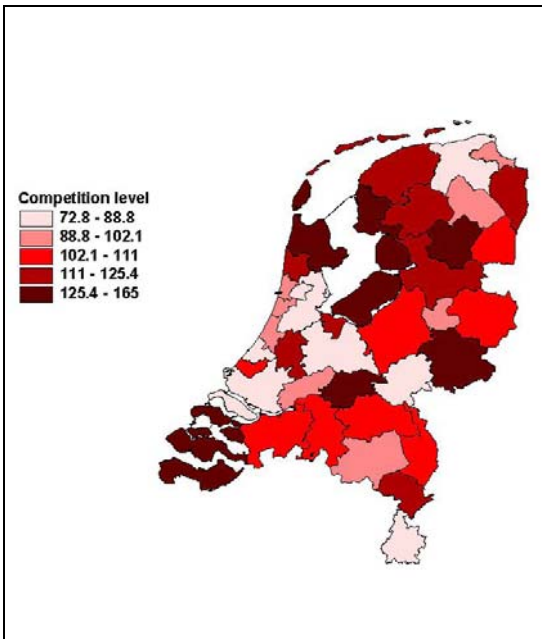 Competition level
72.8 - 88.8
88.8 - 102.1
102.1 - 111
111 - 125.4
125.4 - 165